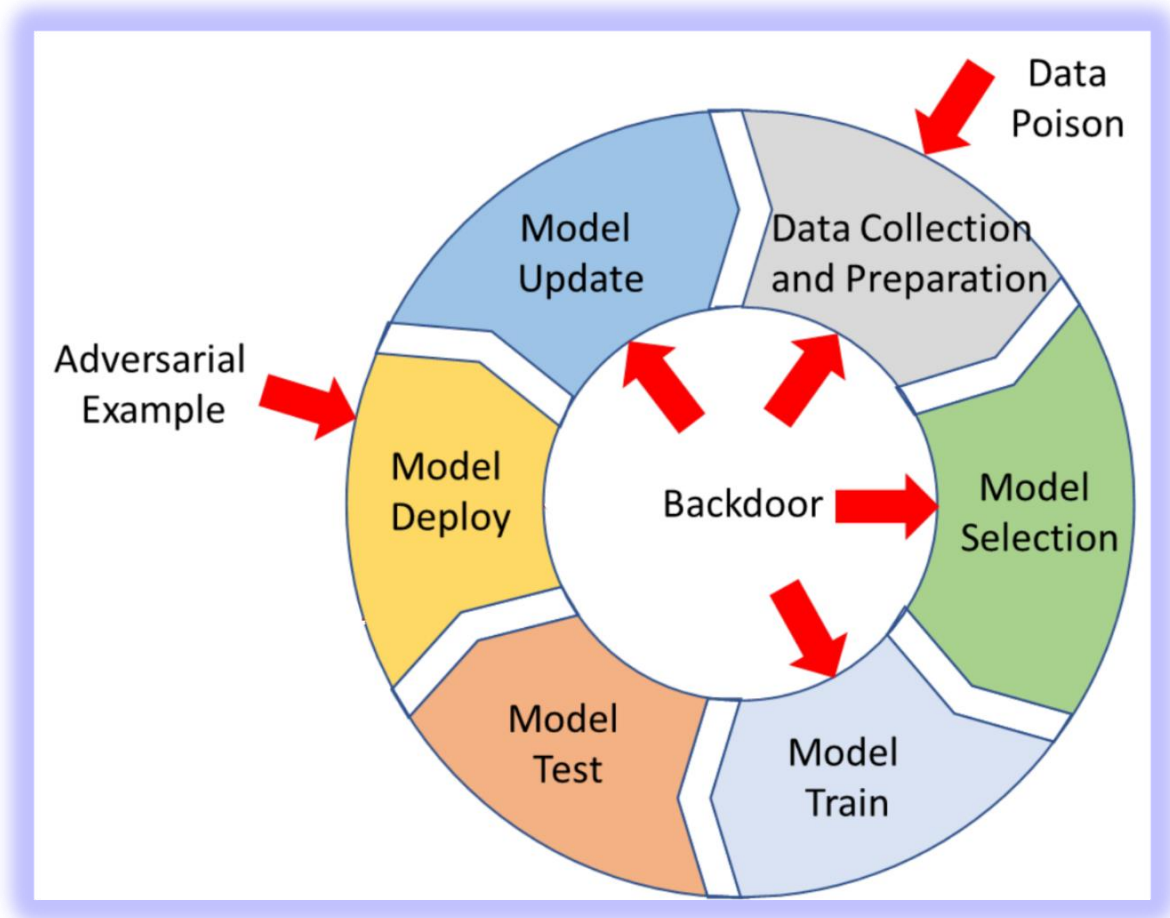 Data
Poison
Model
Update
Data Collection
and Preparation
Adversarial
Example
Model
Deploy
Backdoor
Model
Selection
Model
Test
Model
Train